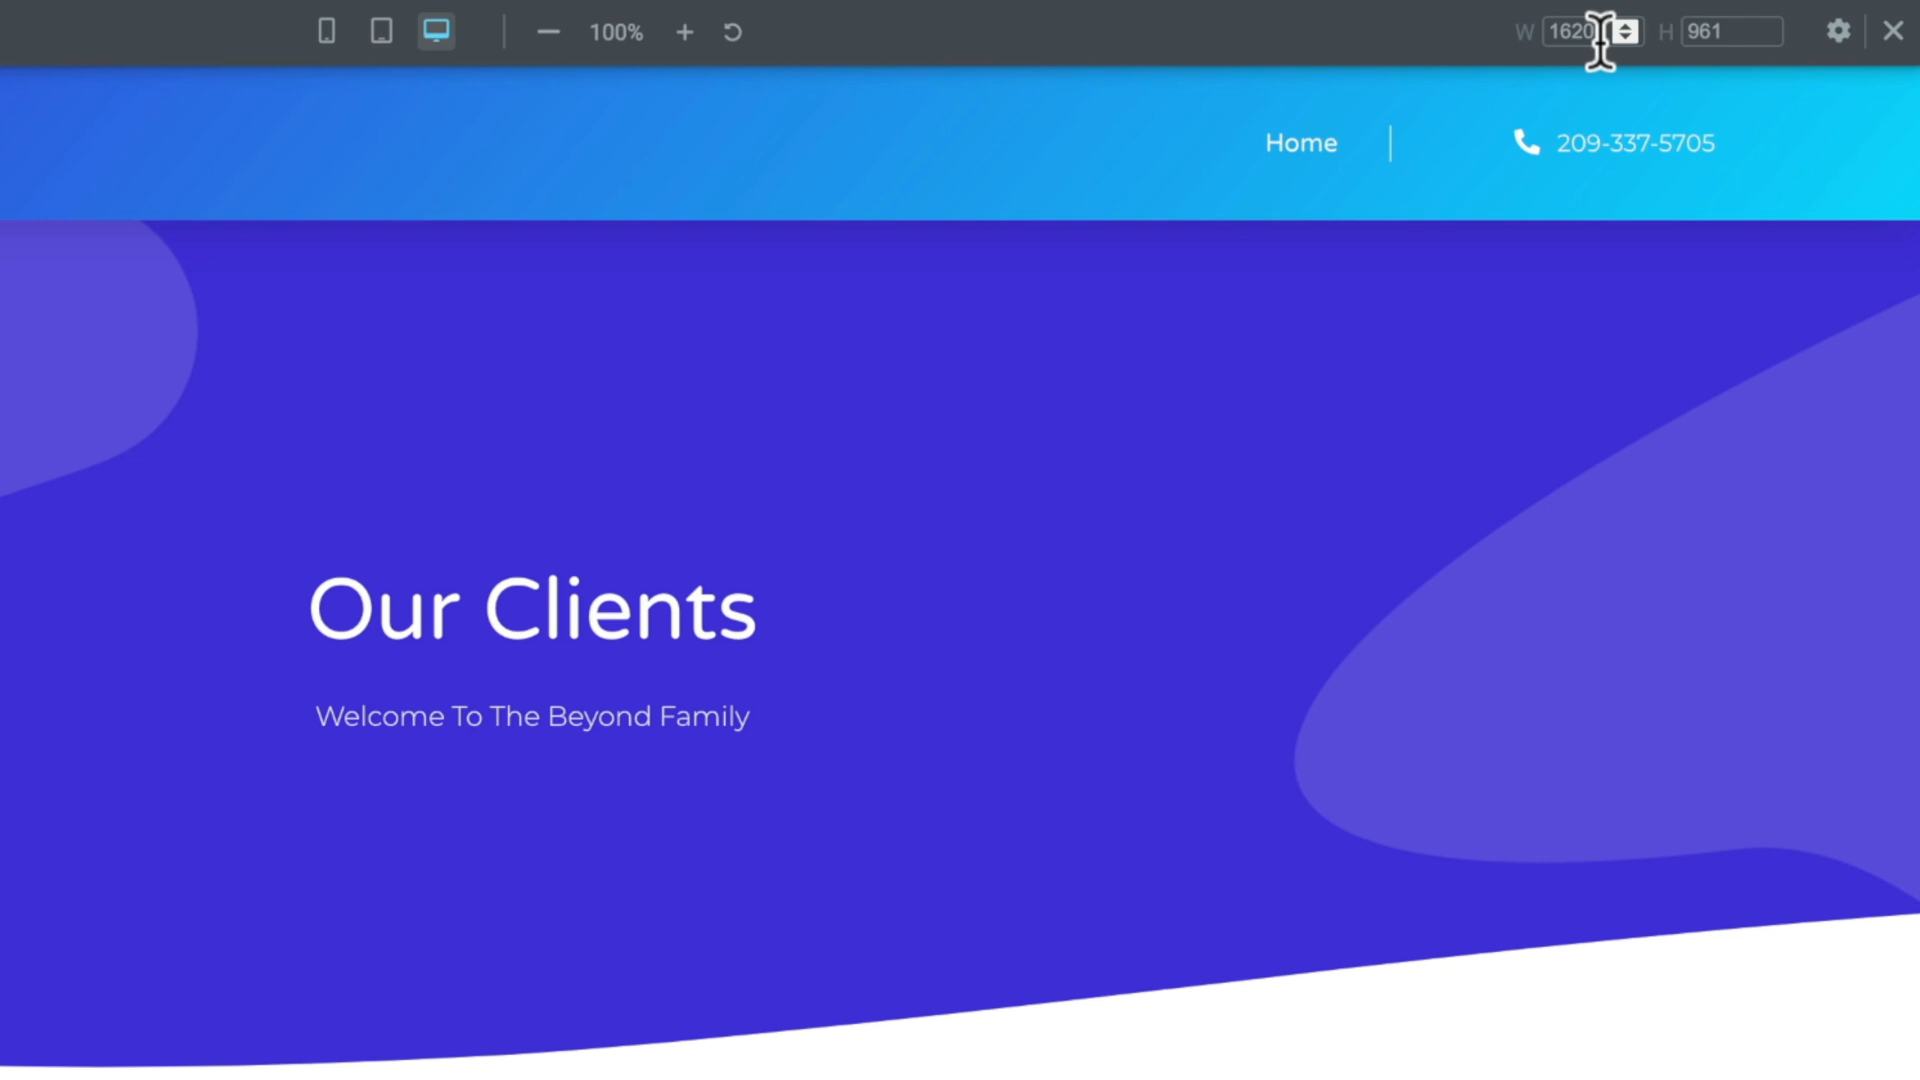 100% W 1620 H 961
Home 209-337-5705
Our Clients
Welcome To The Beyond Family